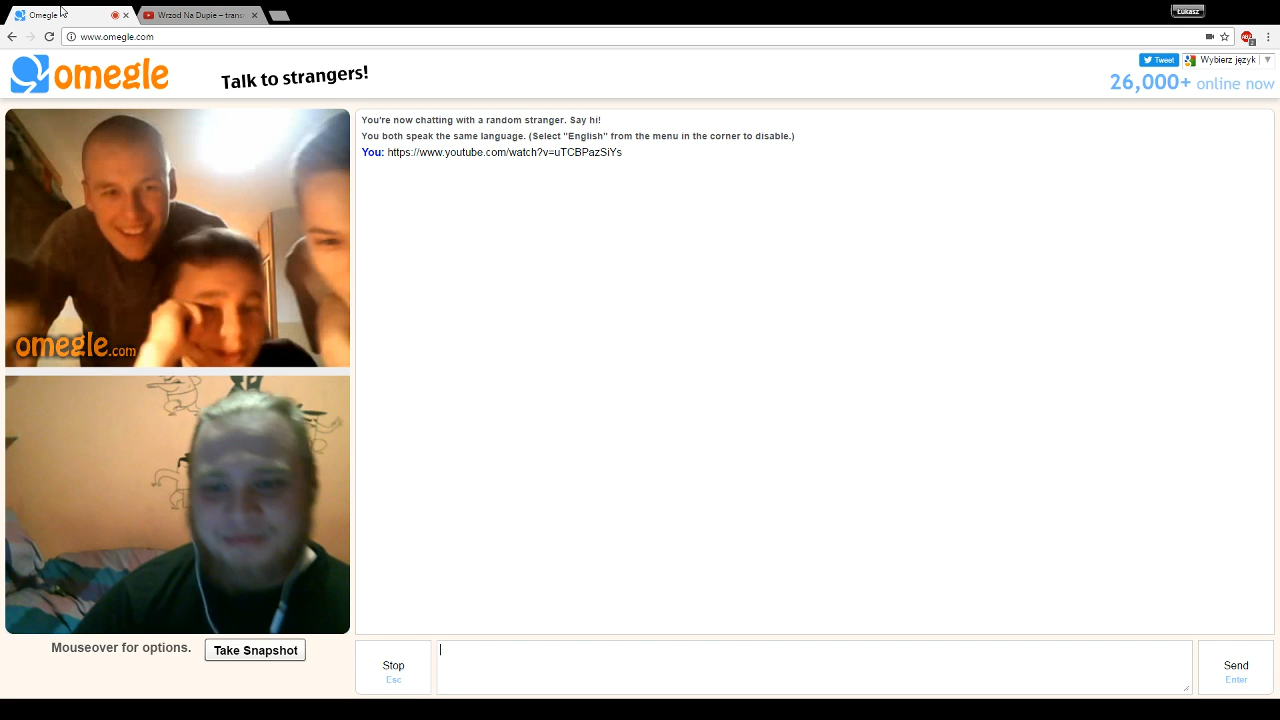 Omegle
Wrzod Na Dupie – trans
Łukasz
www.omegle.com
omegle
Talk to strangers!
Tweet
Wybierz język
26,000+ online now
You're now chatting with a random stranger. Say hi!
You both speak the same language. (Select "English" from the menu in the corner to disable.)
You: https://www.youtube.com/watch?v=uTCBPazSiYs
omegle.com
Mouseover for options.
Take Snapshot
Stop
Esc
Send
Enter